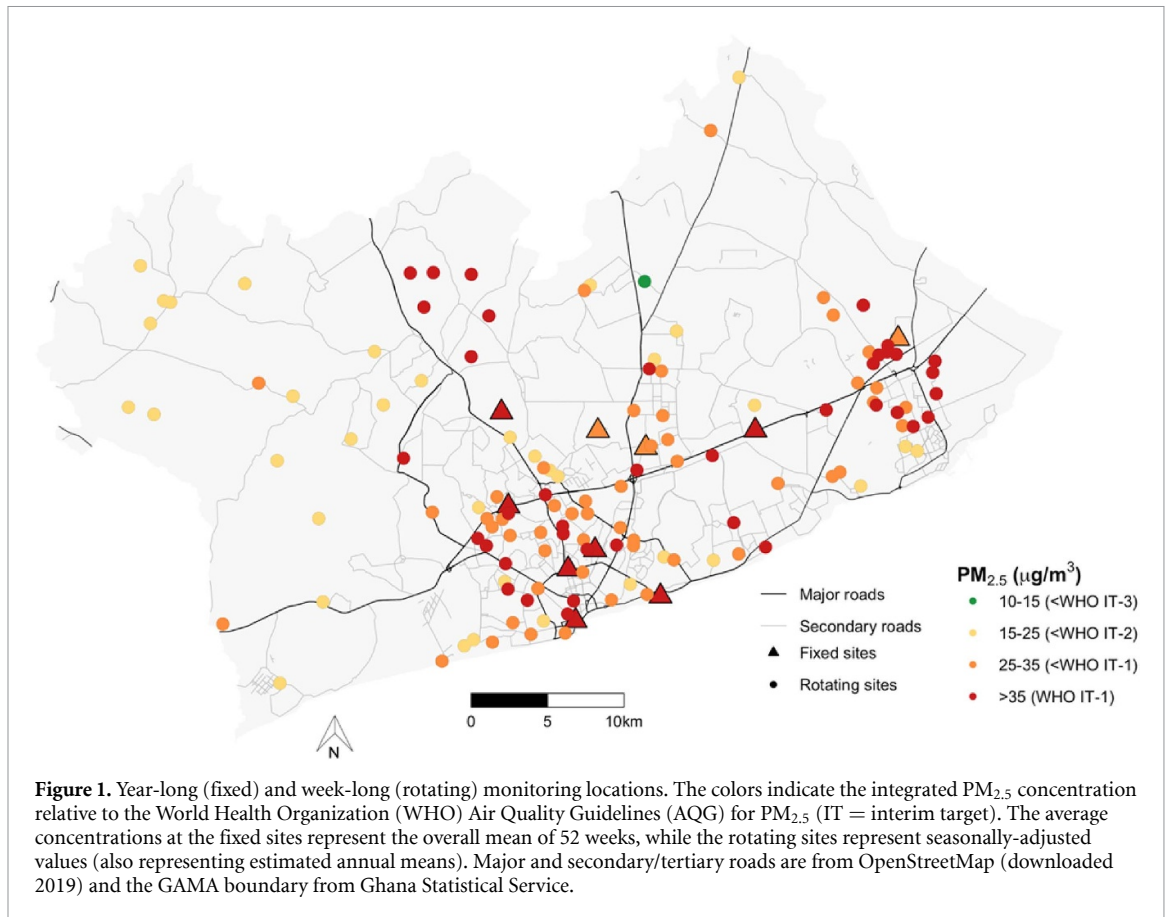 PM2.5 (μg/m3)
Major roads
Secondary roads
Fixed sites
Rotating sites
10-15 (<WHO IT-3)
15-25 (<WHO IT-2)
25-35 (<WHO IT-1)
>35 (WHO IT-1)
0 5 10km
N
Figure 1. Year-long (fixed) and week-long (rotating) monitoring locations. The colors indicate the integrated PM2.5 concentration
relative to the World Health Organization (WHO) Air Quality Guidelines (AQG) for PM2.5 (IT = interim target). The average
concentrations at the fixed sites represent the overall mean of 52 weeks, while the rotating sites represent seasonally-adjusted
values (also representing estimated annual means). Major and secondary/tertiary roads are from OpenStreetMap (downloaded
2019) and the GAMA boundary from Ghana Statistical Service.